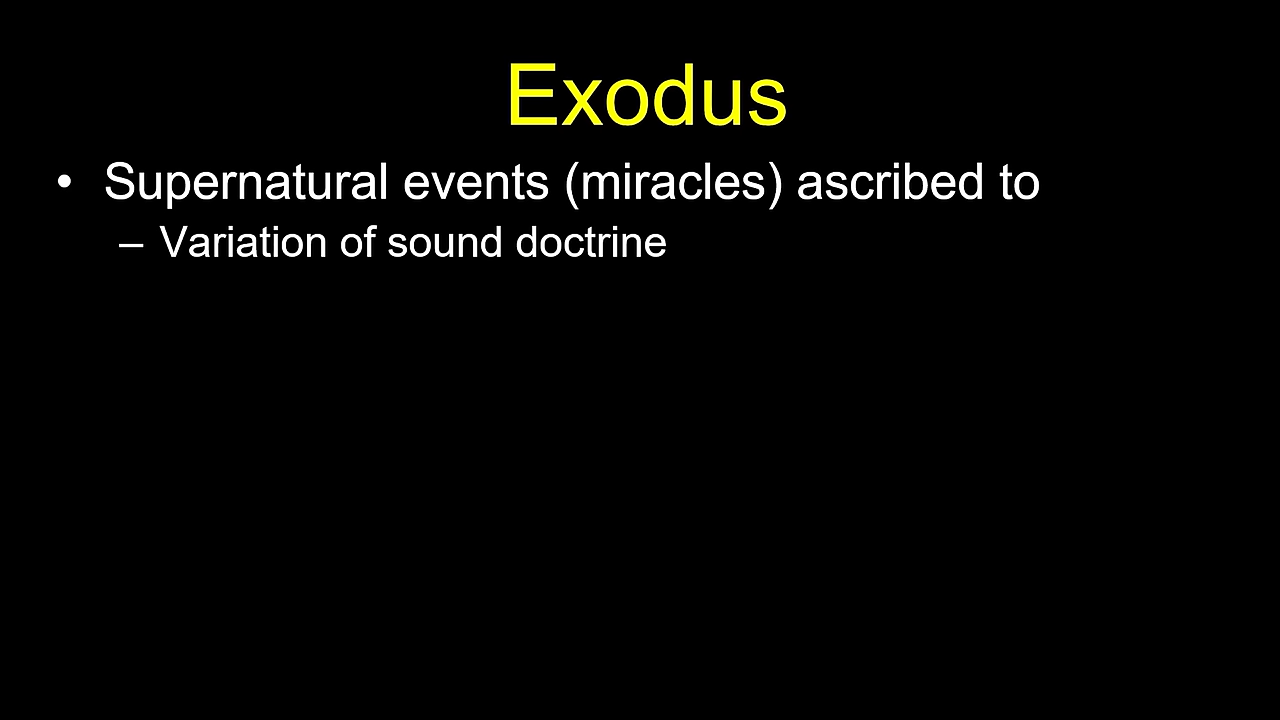 Exodus
• Supernatural events (miracles) ascribed to
– Variation of sound doctrine